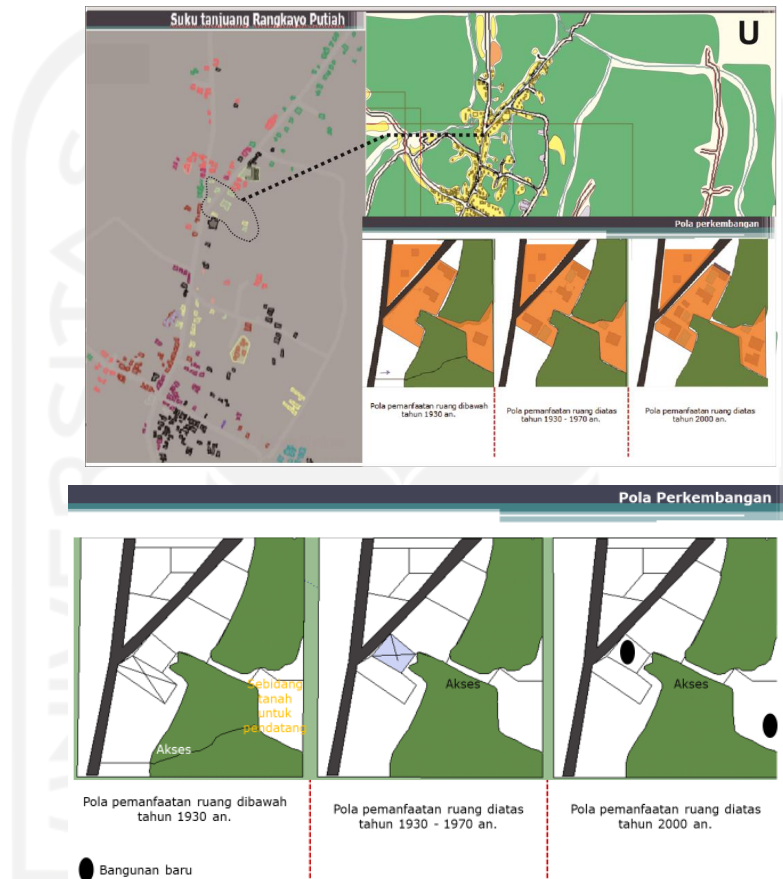 Suku tanjuang Rangkayo Putiah
U
Pola perkembangan
Pola pemanfaatan ruang dibawah
tahun 1930 an.
Pola pemanfaatan ruang diatas
tahun 1930 - 1970 an.
Pola pemanfaatan ruang diatas
tahun 2000 an.
Pola Perkembangan
Sebidang
tanah
untuk
pendatang
Akses
Akses
Akses
Pola pemanfaatan ruang dibawah
tahun 1930 an.
Pola pemanfaatan ruang diatas
tahun 1930 - 1970 an.
Pola pemanfaatan ruang diatas
tahun 2000 an.
Bangunan baru